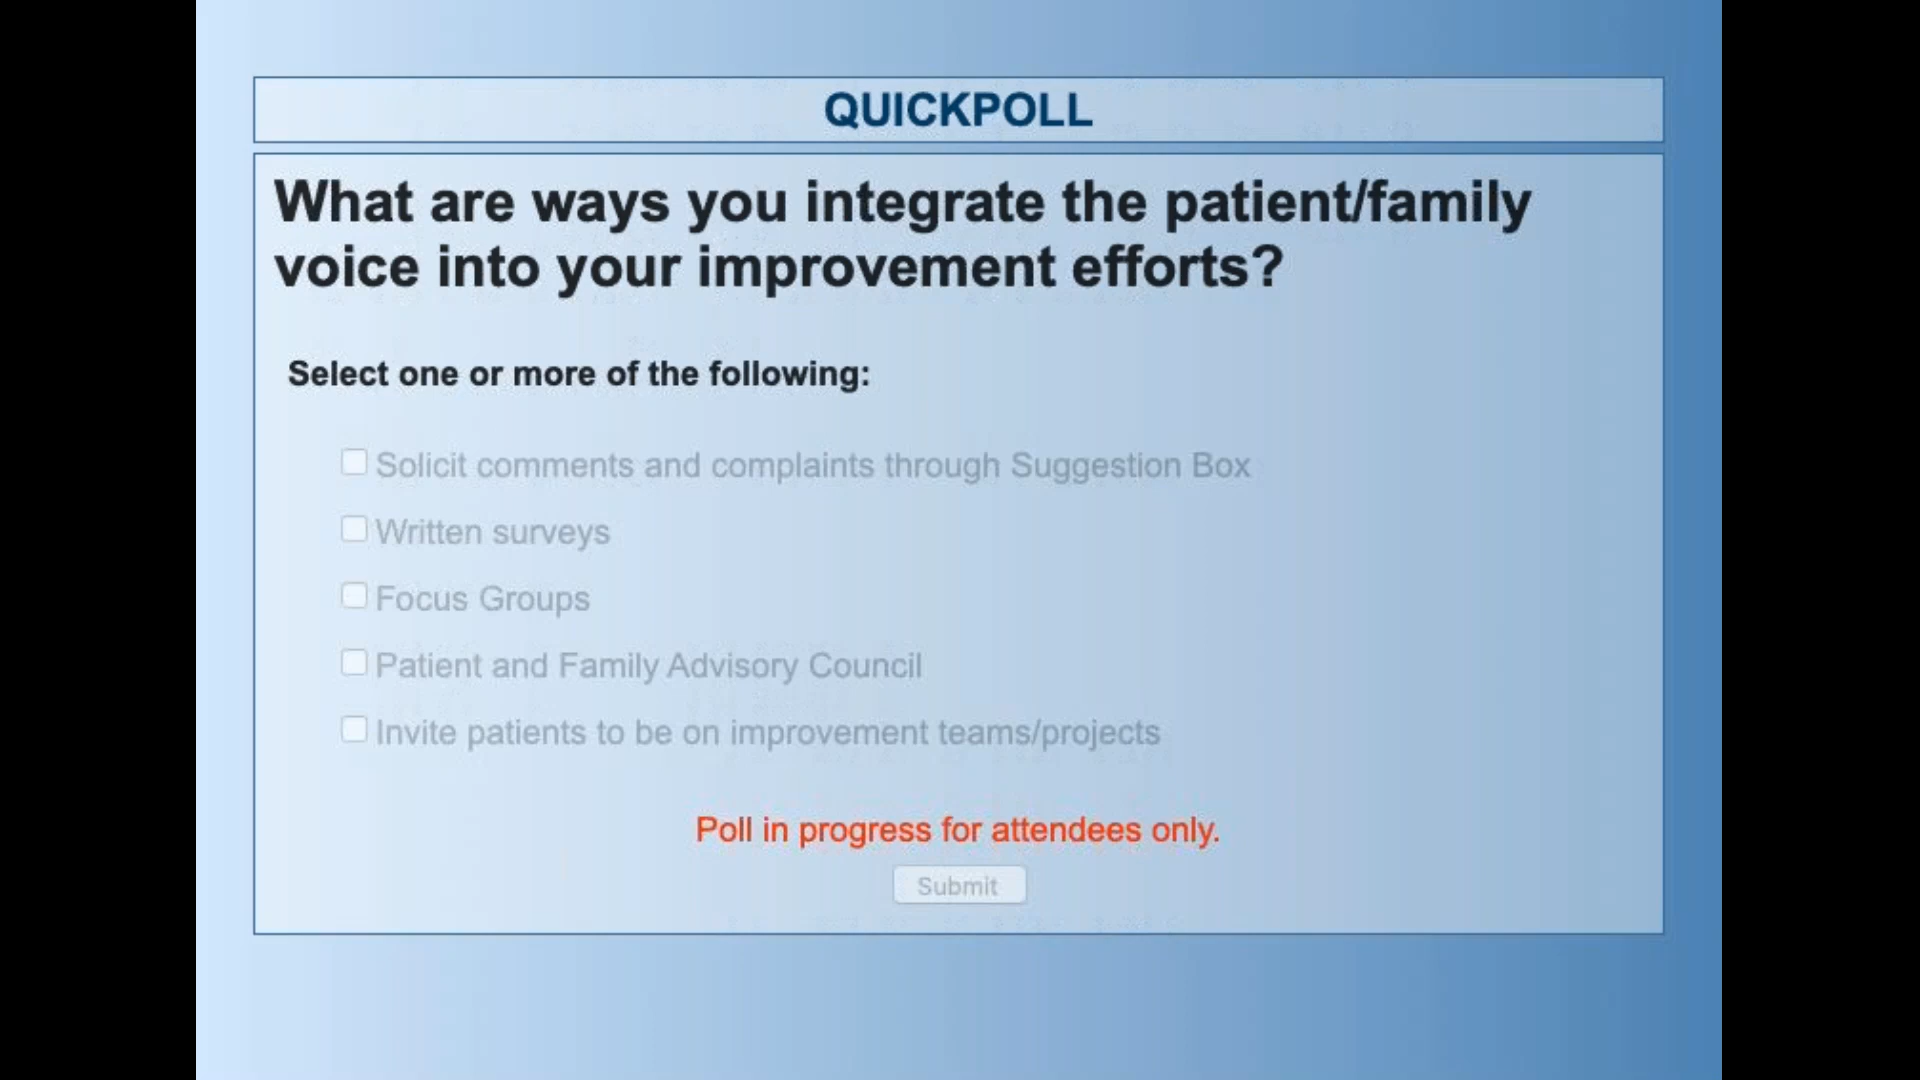 QUICKPOLL
What are ways you integrate the patient/family
voice into your improvement efforts?
Select one or more of the following:
Solicit comments and complaints through Suggestion Box
Written surveys
Focus Groups
Patient and Family Advisory Council
Invite patients to be on improvement teams/projects
Poll in progress for attendees only.
Submit